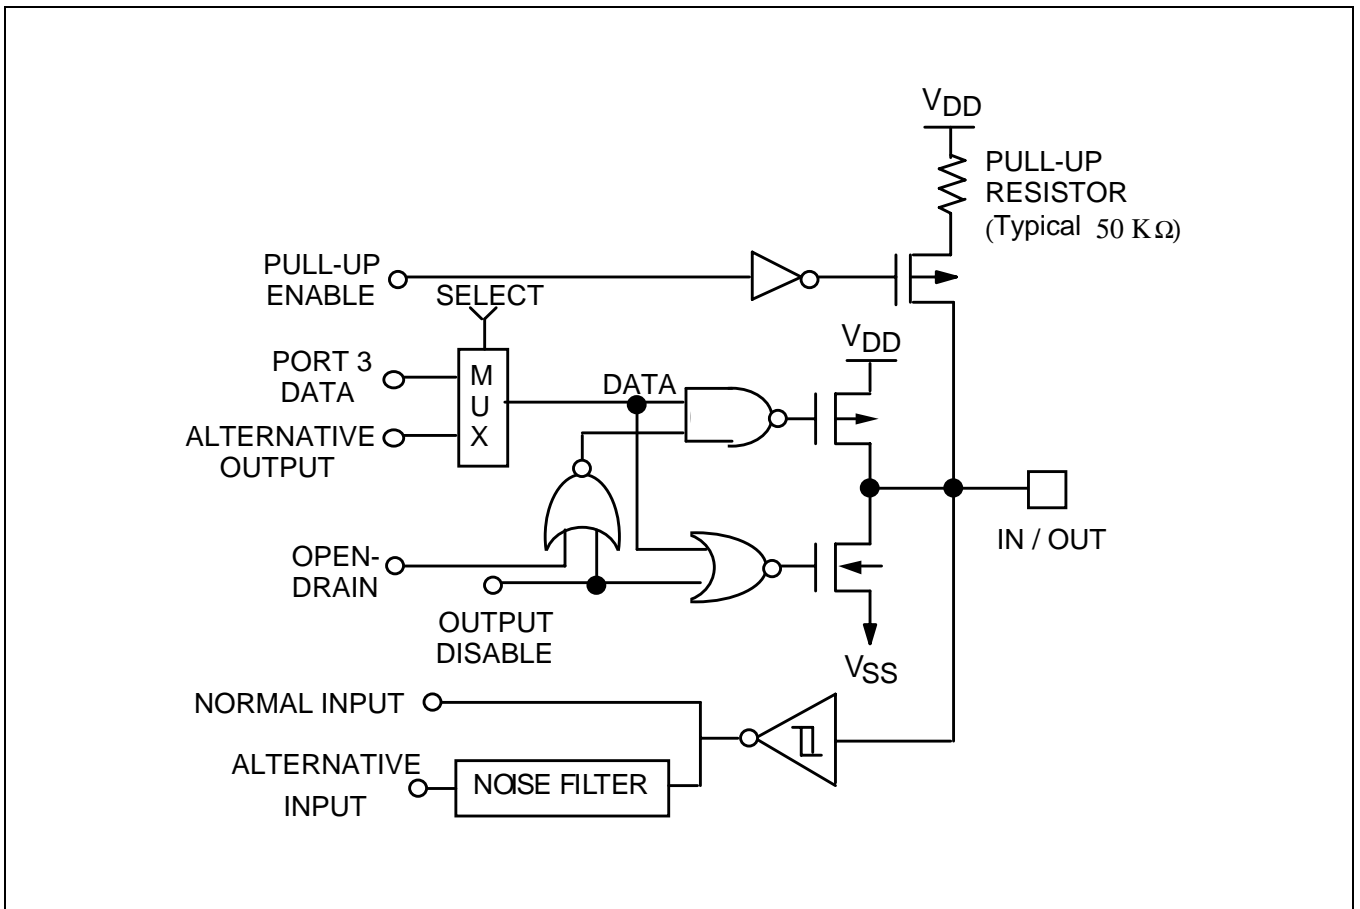 VDD
PULL-UP
RESISTOR
(Typical 50 KΩ)
PULL-UP
ENABLE
SELECT
VDD
PORT 3
DATA
MUX
DATA
ALTERNATIVE
OUTPUT
OPEN-
DRAIN
IN / OUT
OUTPUT
DISABLE
VSS
NORMAL INPUT
ALTERNATIVE
INPUT
NOISE FILTER